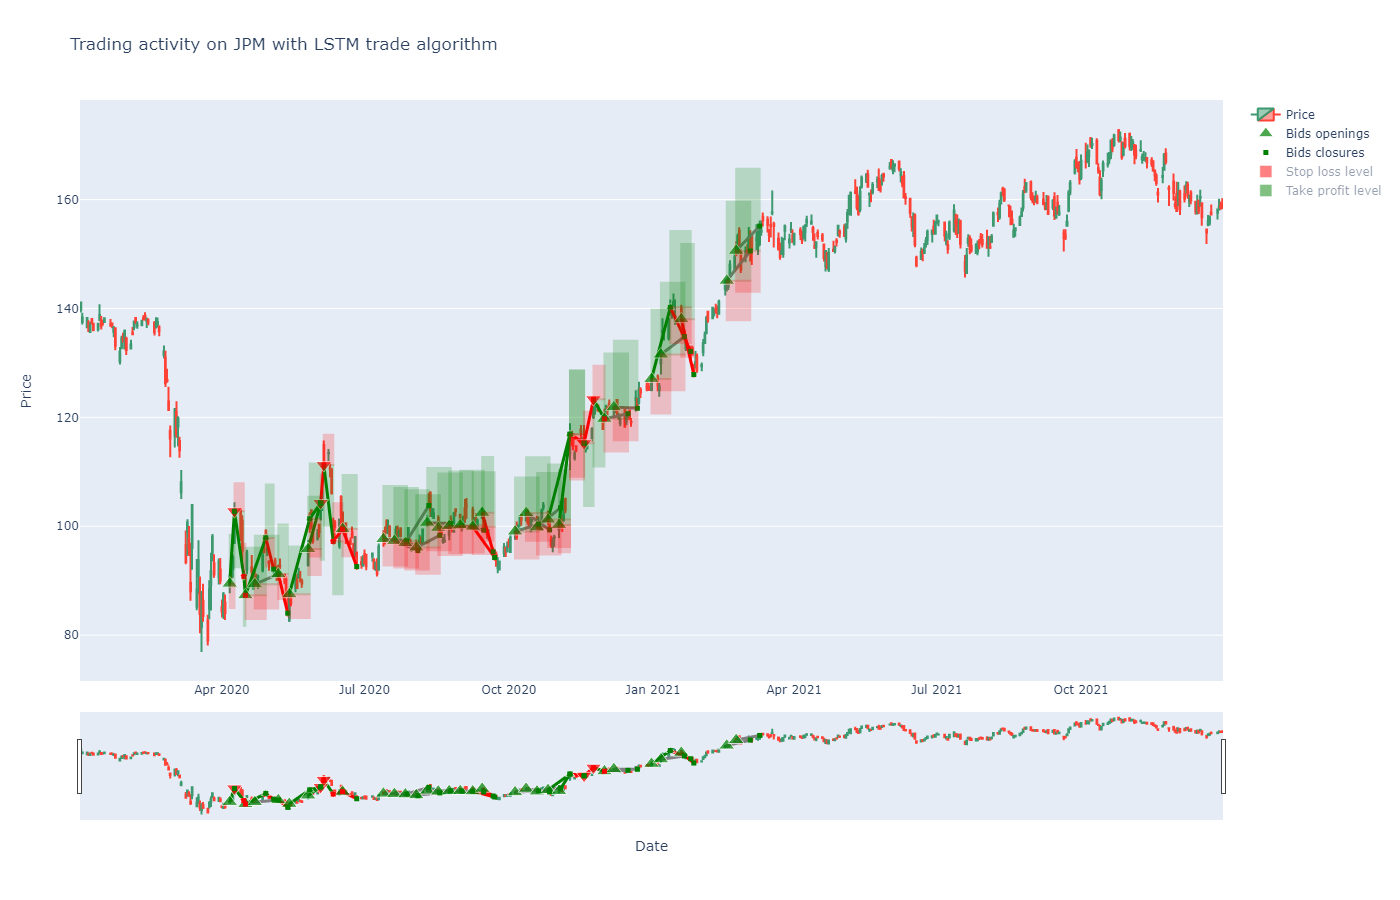 Trading activity on JPM with LSTM trade algorithm
Price
Bids openings
Bids closures
Stop loss level
Take profit level
160
140
120
100
80
Price
Apr 2020
Jul 2020
Oct 2020
Jan 2021
Apr 2021
Jul 2021
Oct 2021
Date